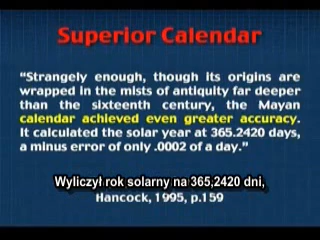 Superior Calendar
“Strangely enough, though its origins are
wrapped in the mists of antiquity far deeper
than the sixteenth century, the Mayan
calendar achieved even greater accuracy.
It calculated the solar year at 365.2420 days,
a minus error of only .0002 of a day.”
Wyliczył rok solarny na 365,2420 dni,
Hancock, 1995, p.159